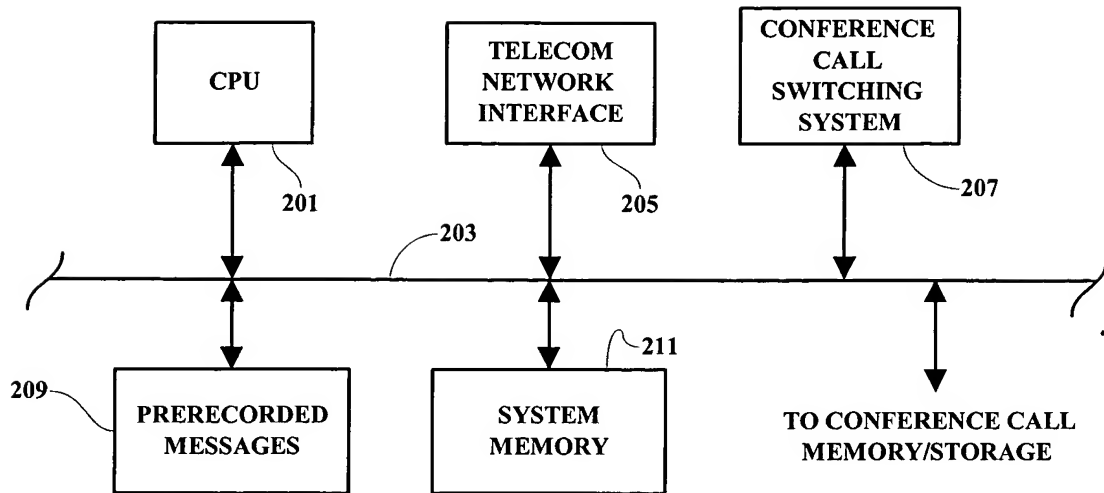 CPU
TELECOM
NETWORK
INTERFACE
CONFERENCE
CALL
SWITCHING
SYSTEM
201
205
207
203
211
209
PRERECORDED
MESSAGES
SYSTEM
MEMORY
TO CONFERENCE CALL
MEMORY/STORAGE